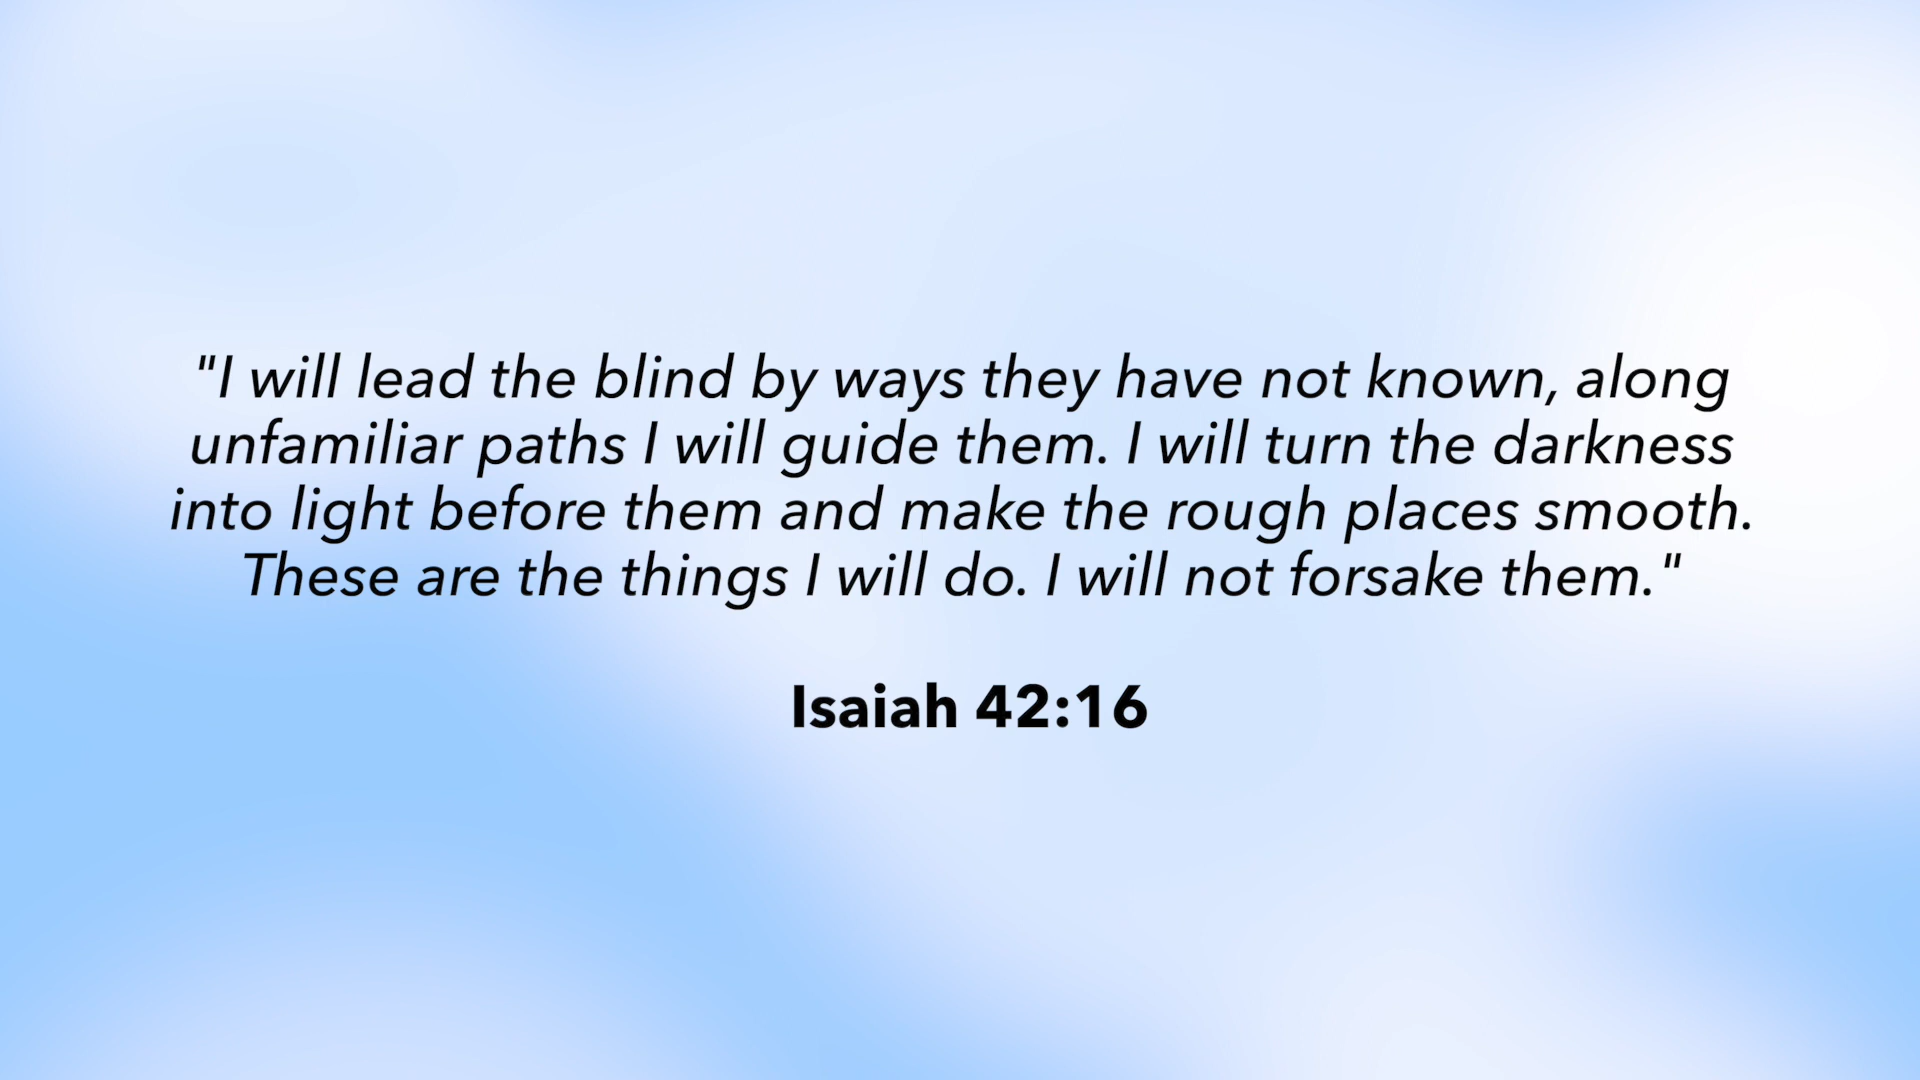 "I will lead the blind by ways they have not known, along
unfamiliar paths I will guide them. I will turn the darkness
into light before them and make the rough places smooth.
These are the things I will do. I will not forsake them."
Isaiah 42:16